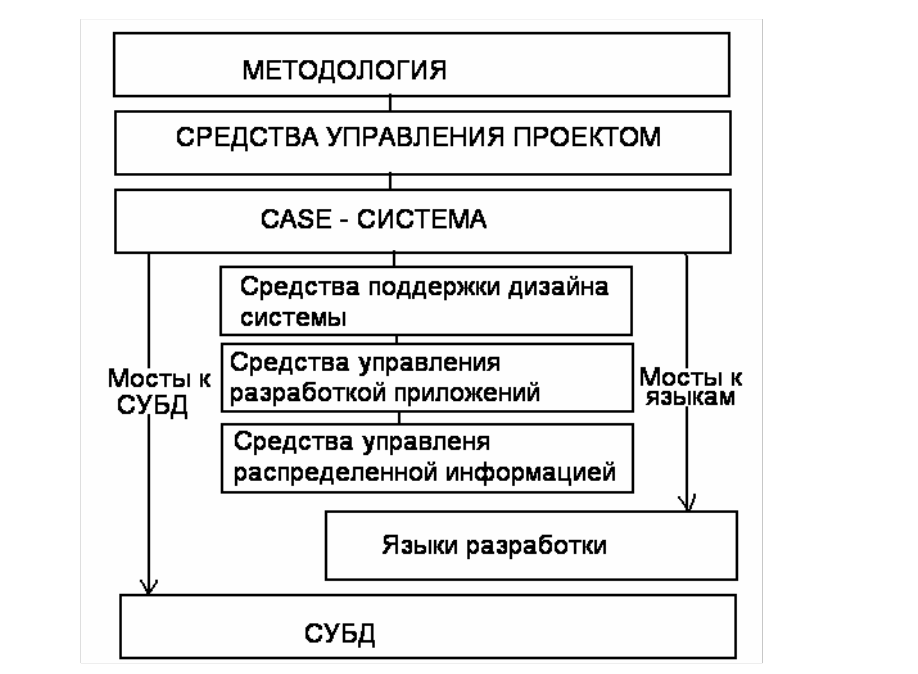 МЕТОДОЛОГИЯ
СРЕДСТВА УПРАВЛЕНИЯ ПРОЕКТОМ
CASE - СИСТЕМА
Средства поддержки дизайна
системы
Средства управления
разработкой приложений
Мосты к
СУБД
Мосты к
языкам
Средства управленя
распределенной информацией
Языки разработки
СУБД